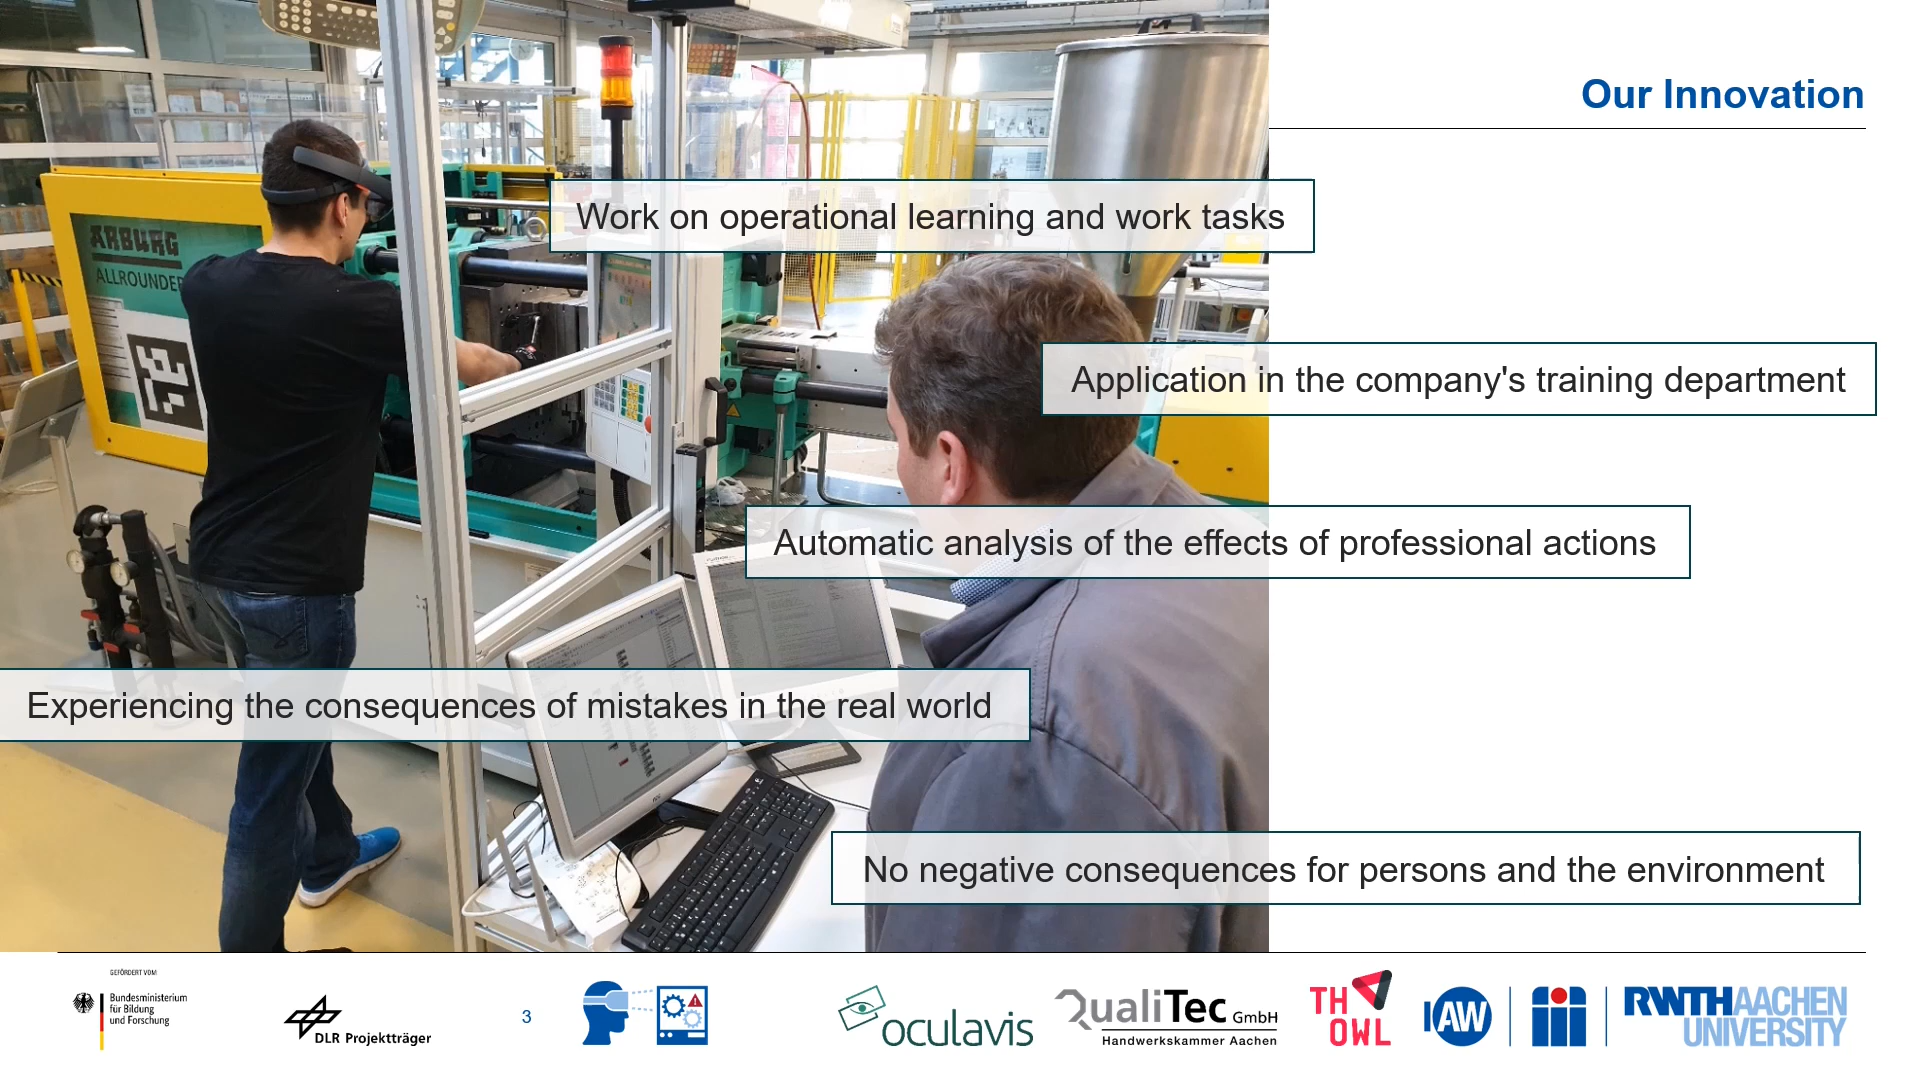 Our Innovation
Work on operational learning and work tasks
ARBURG
ALLROUNDER
Application in the company's training department
Automatic analysis of the effects of professional actions
Experiencing the consequences of mistakes in the real world
No negative consequences for persons and the environment
GEFÖRDERT VOM
Bundesministerium
für Bildung
und Forschung
DLR Projektträger
3
oculavis
QualiTec GmbH
Handwerkskammer Aachen
TH
OWL
IAW
RWTH AACHEN
UNIVERSITY